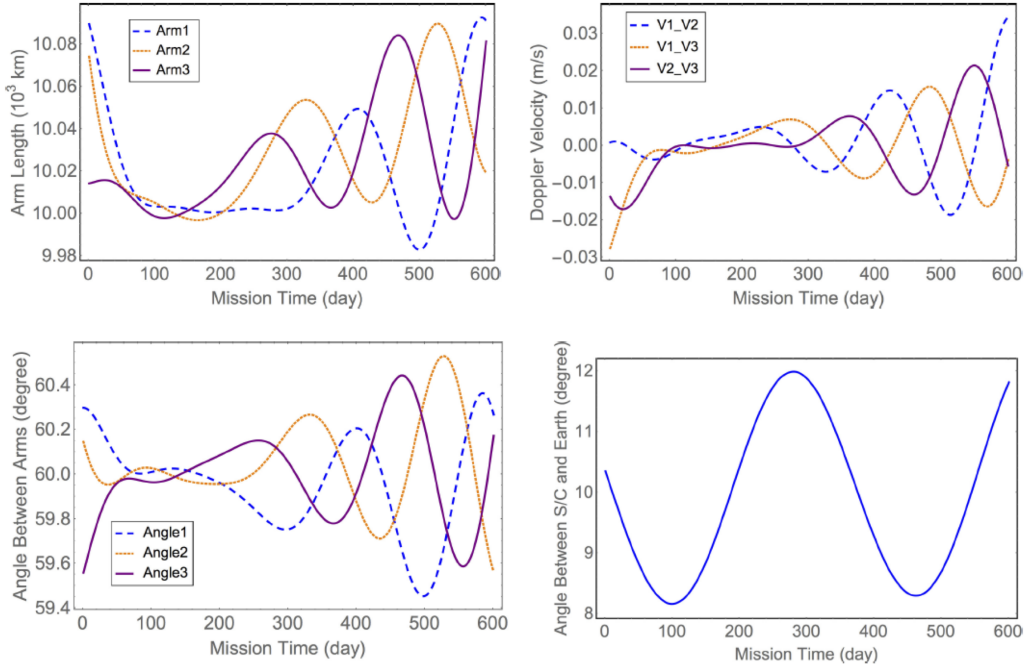 Arm Length (10³ km)
10.08
10.06
10.04
10.02
10.00
9.98
Arm1
Arm2
Arm3
0 100 200 300 400 500 600
Mission Time (day)
Doppler Velocity (m/s)
0.03
0.02
0.01
0.00
−0.01
−0.02
−0.03
V1_V2
V1_V3
V2_V3
0 100 200 300 400 500 600
Mission Time (day)
Angle Between Arms (degree)
60.4
60.2
60.0
59.8
59.6
59.4
Angle1
Angle2
Angle3
0 100 200 300 400 500 600
Mission Time (day)
Angle Between S/C and Earth (degree)
12
11
10
9
8
0 100 200 300 400 500 600
Mission Time (day)